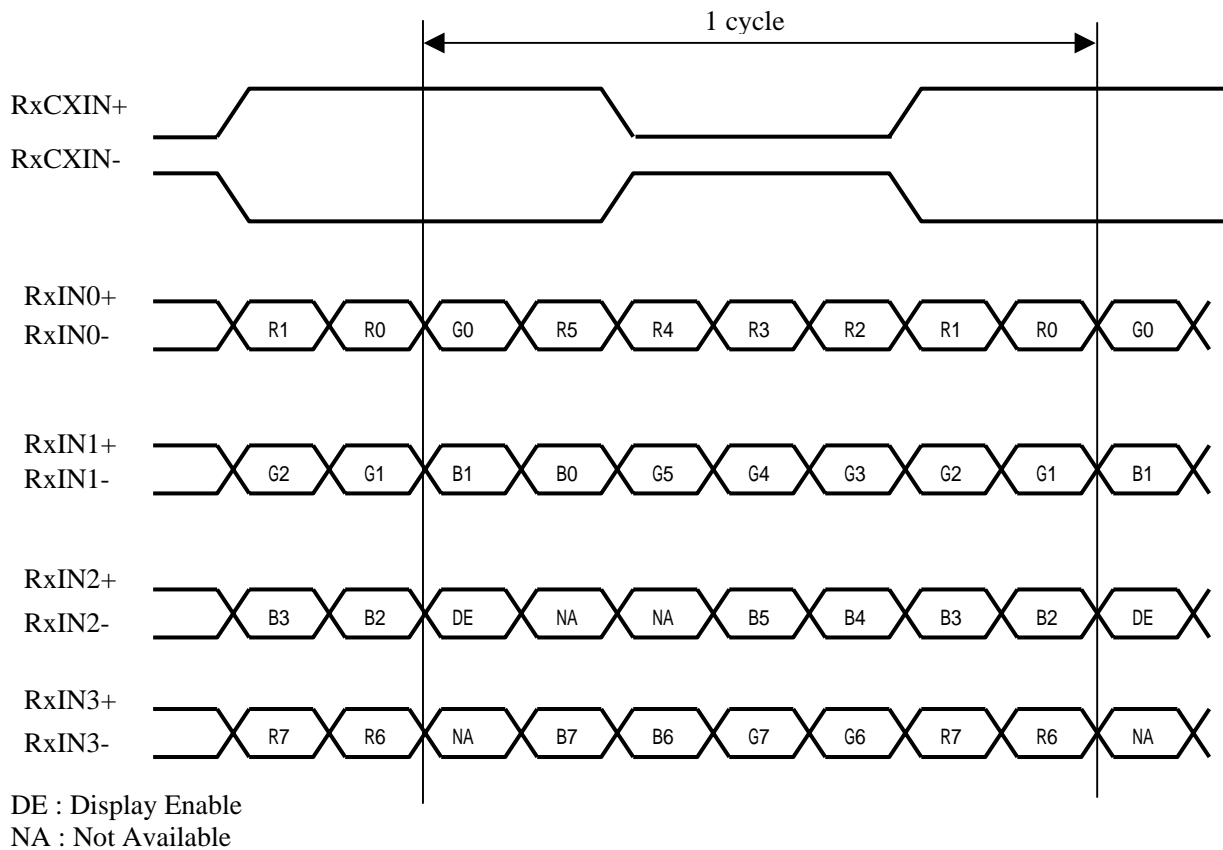 1 cycle
RxCXIN+
RxCXIN-
RxIN0+
RxIN0-
R1 R0 G0 R5 R4 R3 R2 R1 R0 G0
RxIN1+
RxIN1-
G2 G1 B1 B0 G5 G4 G3 G2 G1 B1
RxIN2+
RxIN2-
B3 B2 DE NA NA B5 B4 B3 B2 DE
RxIN3+
RxIN3-
R7 R6 NA B7 B6 G7 G6 R7 R6 NA
DE : Display Enable
NA : Not Available